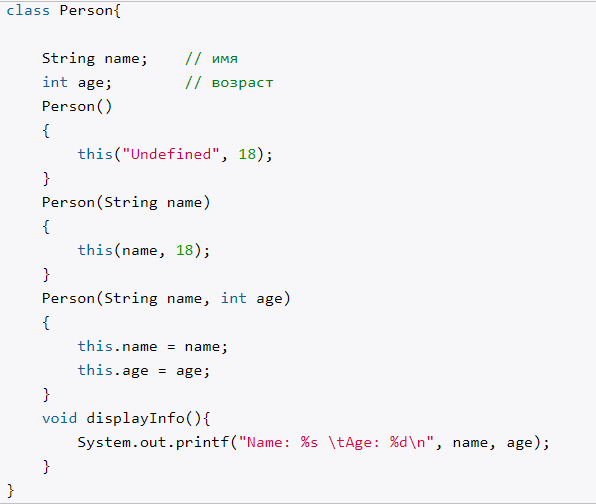 class Person{
    String name;    // имя
    int age;        // возраст
    Person()
    {
        this("Undefined", 18);
    }
    Person(String name)
    {
        this(name, 18);
    }
    Person(String name, int age)
    {
        this.name = name;
        this.age = age;
    }
    void displayInfo(){
        System.out.printf("Name: %s \tAge: %d\n", name, age);
    }
}